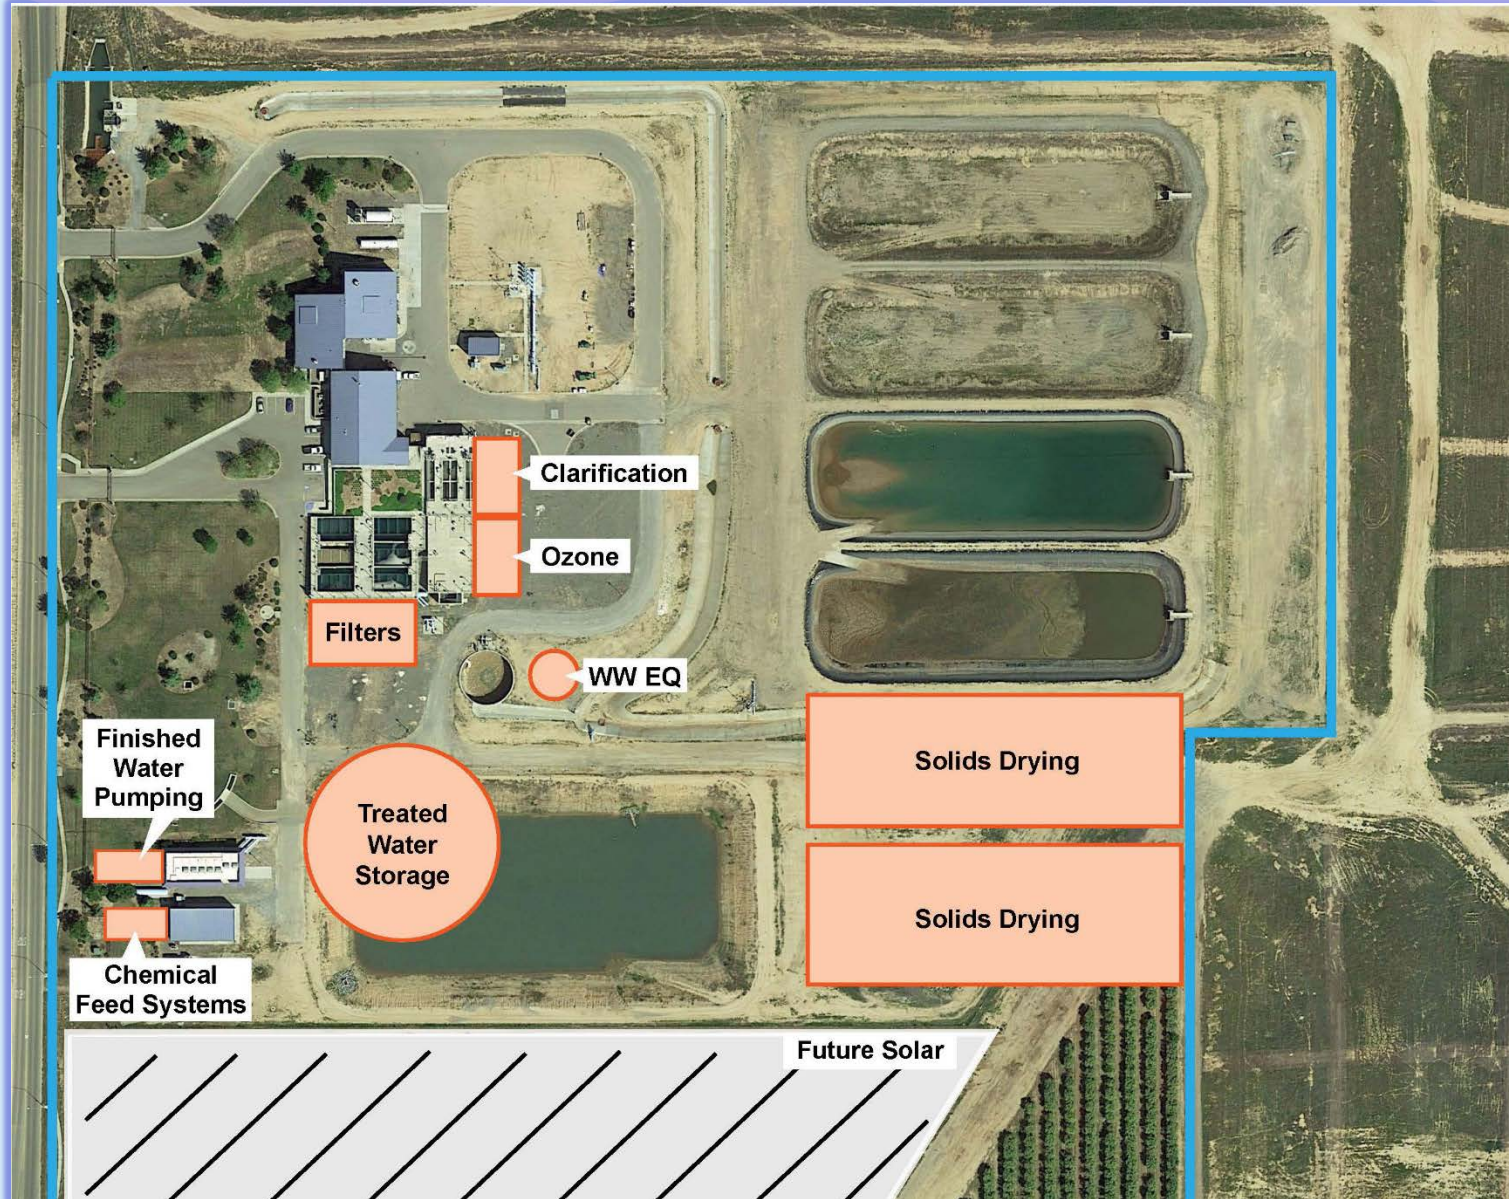 Clarification
Ozone
Filters
WW EQ
Finished
Water
Pumping
Solids Drying
Treated
Water
Storage
Solids Drying
Chemical
Feed Systems
Future Solar